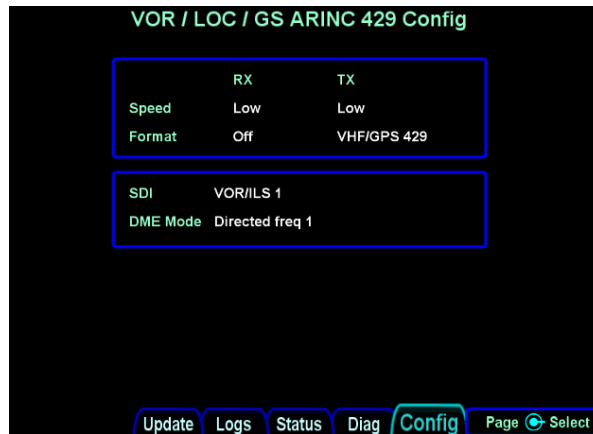 VOR / LOC / GS ARINC 429 Config
RX TX
Speed Low Low
Format Off VHF/GPS 429
SDI VOR/ILS 1
DME Mode Directed freq 1
Update Logs Status Diag Config Page Select